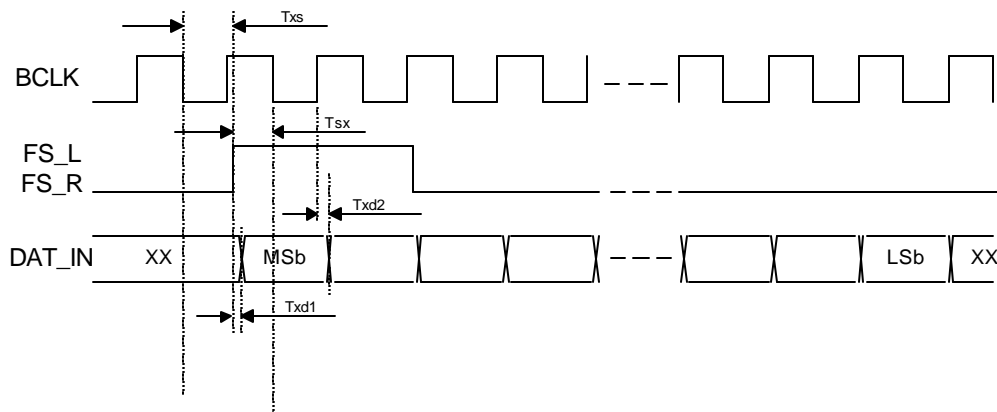 Txs
BCLK
Tsx
FS_L
FS_R
Txd2
DAT_IN XX MSb LSb XX
Txd1